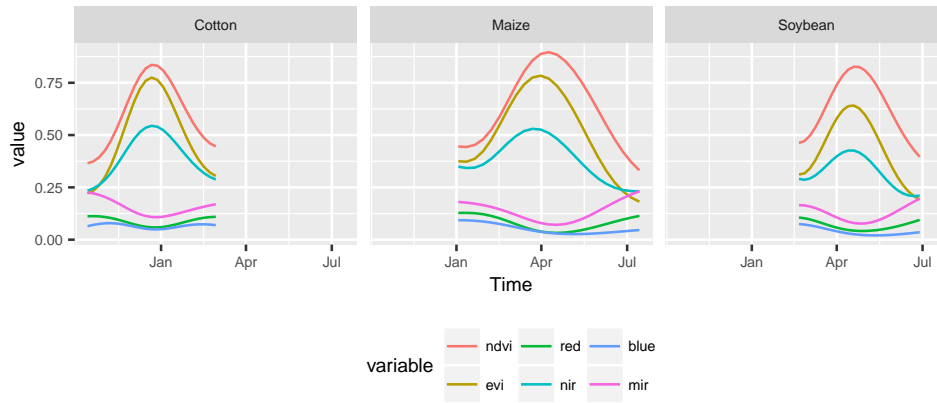 Cotton Maize Soybean
value
0.75
0.50
0.25
0.00
Jan Apr Jul Jan Apr Jul Jan Apr Jul
Time
variable
ndvi red blue
evi nir mir